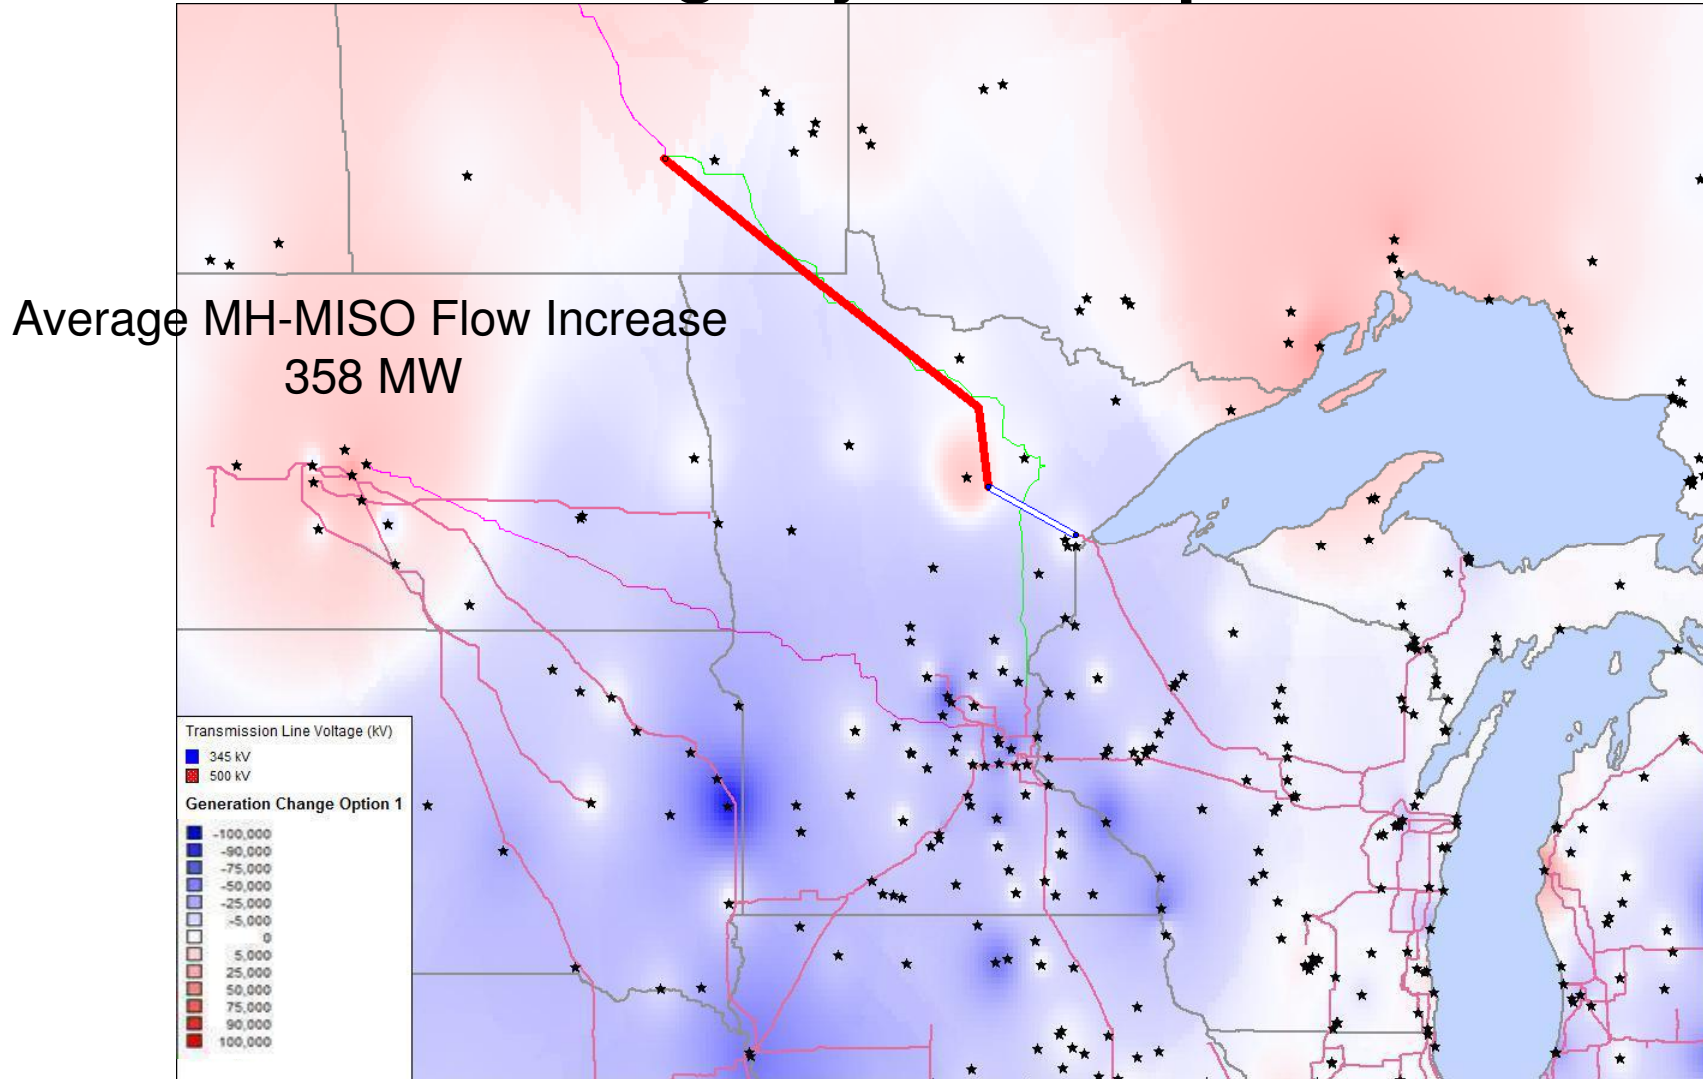 Average MH-MISO Flow Increase
358 MW
Transmission Line Voltage (kV)
345 kV
500 kV
Generation Change Option 1
-100,000
-90,000
-75,000
-50,000
-25,000
-5,000
0
5,000
25,000
50,000
75,000
90,000
100,000